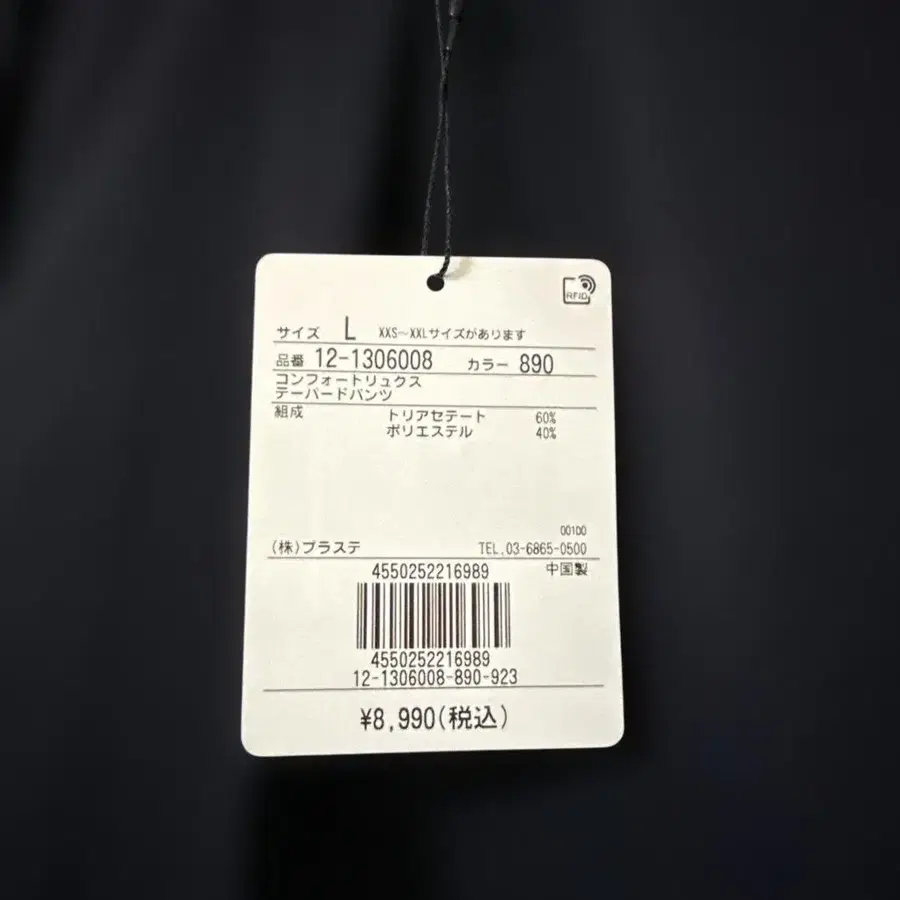 RFID
サイズ L XXS～XXLサイズがあります
品番 12-1306008 カラー 890
コンフォートリュクス
テーパードパンツ
組成 トリアセテート 60%
ポリエステル 40%
00100
(株)プラステ TEL.03-6865-0500
4550252216989 中国製
4550252216989
12-1306008-890-923
¥8,990(税込)